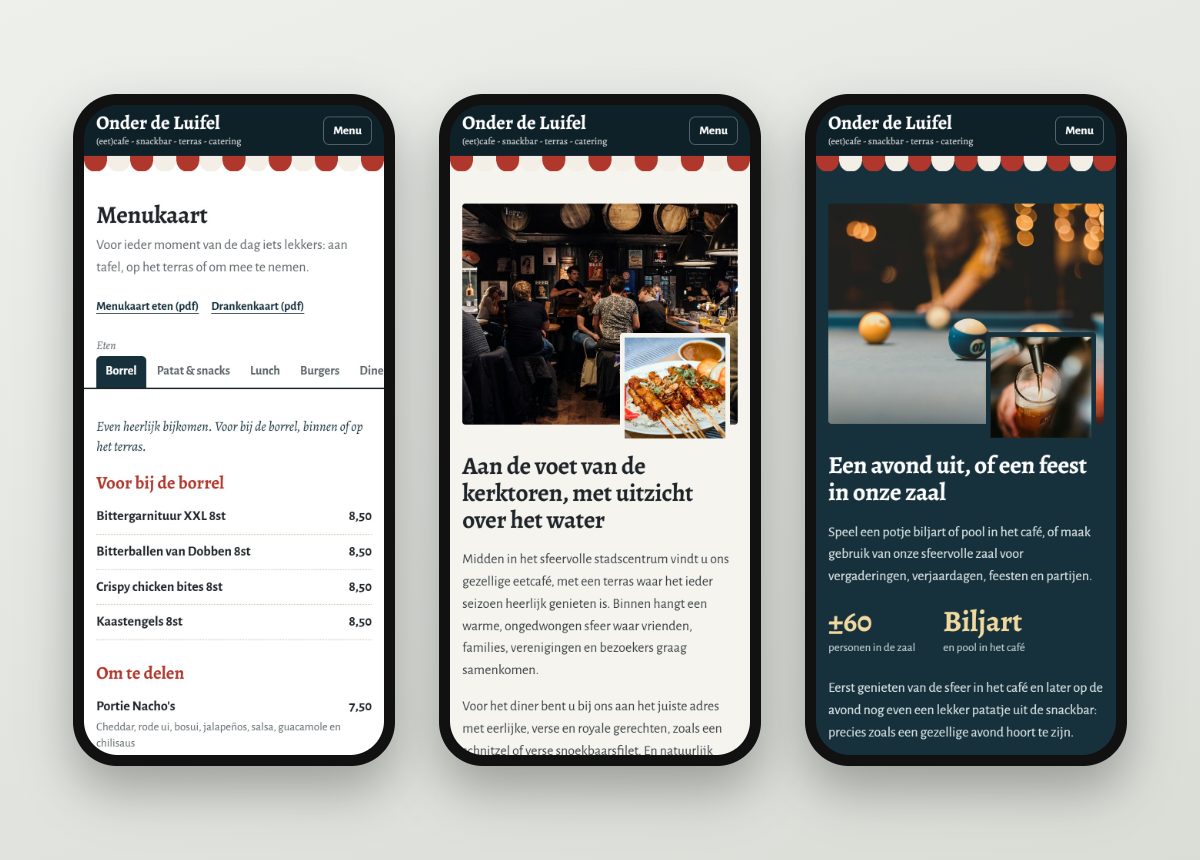 Onder de Luifel
(eet)cafe - snackbar - terras - catering
Menu
Menukaart
Voor ieder moment van de dag iets lekkers: aan
tafel, op het terras of om mee te nemen.
Menukaart eten (pdf) Drankenkaart (pdf)
Eten
Borrel Patat & snacks Lunch Burgers Dine
Even heerlijk bijkomen. Voor bij de borrel, binnen of op
het terras.
Voor bij de borrel
Bittergarnituur XXL 8st 8,50
Bitterballen van Dobben 8st 8,50
Crispy chicken bites 8st 8,50
Kaastengels 8st 8,50
Om te delen
Portie Nacho's 7,50
Cheddar, rode ui, bosui, jalapeños, salsa, guacamole en
chilisaus
Onder de Luifel
(eet)cafe - snackbar - terras - catering
Menu
Aan de voet van de
kerktoren, met uitzicht
over het water
Midden in het sfeervolle stadscentrum vindt u ons
gezellige eetcafé, met een terras waar het ieder
seizoen heerlijk genieten is. Binnen hangt een
warme, ongedwongen sfeer waar vrienden,
families, verenigingen en bezoekers graag
samenkomen.
Voor het diner bent u bij ons aan het juiste adres
met eerlijke, verse en royale gerechten, zoals een
schnitzel of verse snoekbaarsfilet. En natuurlijk
Onder de Luifel
(eet)cafe - snackbar - terras - catering
Menu
Een avond uit, of een feest
in onze zaal
Speel een potje biljart of pool in het café, of maak
gebruik van onze sfeervolle zaal voor
vergaderingen, verjaardagen, feesten en partijen.
±60 Biljart
personen in de zaal en pool in het café
Eerst genieten van de sfeer in het café en later op de
avond nog even een lekker patatje uit de snackbar:
precies zoals een gezellige avond hoort te zijn.